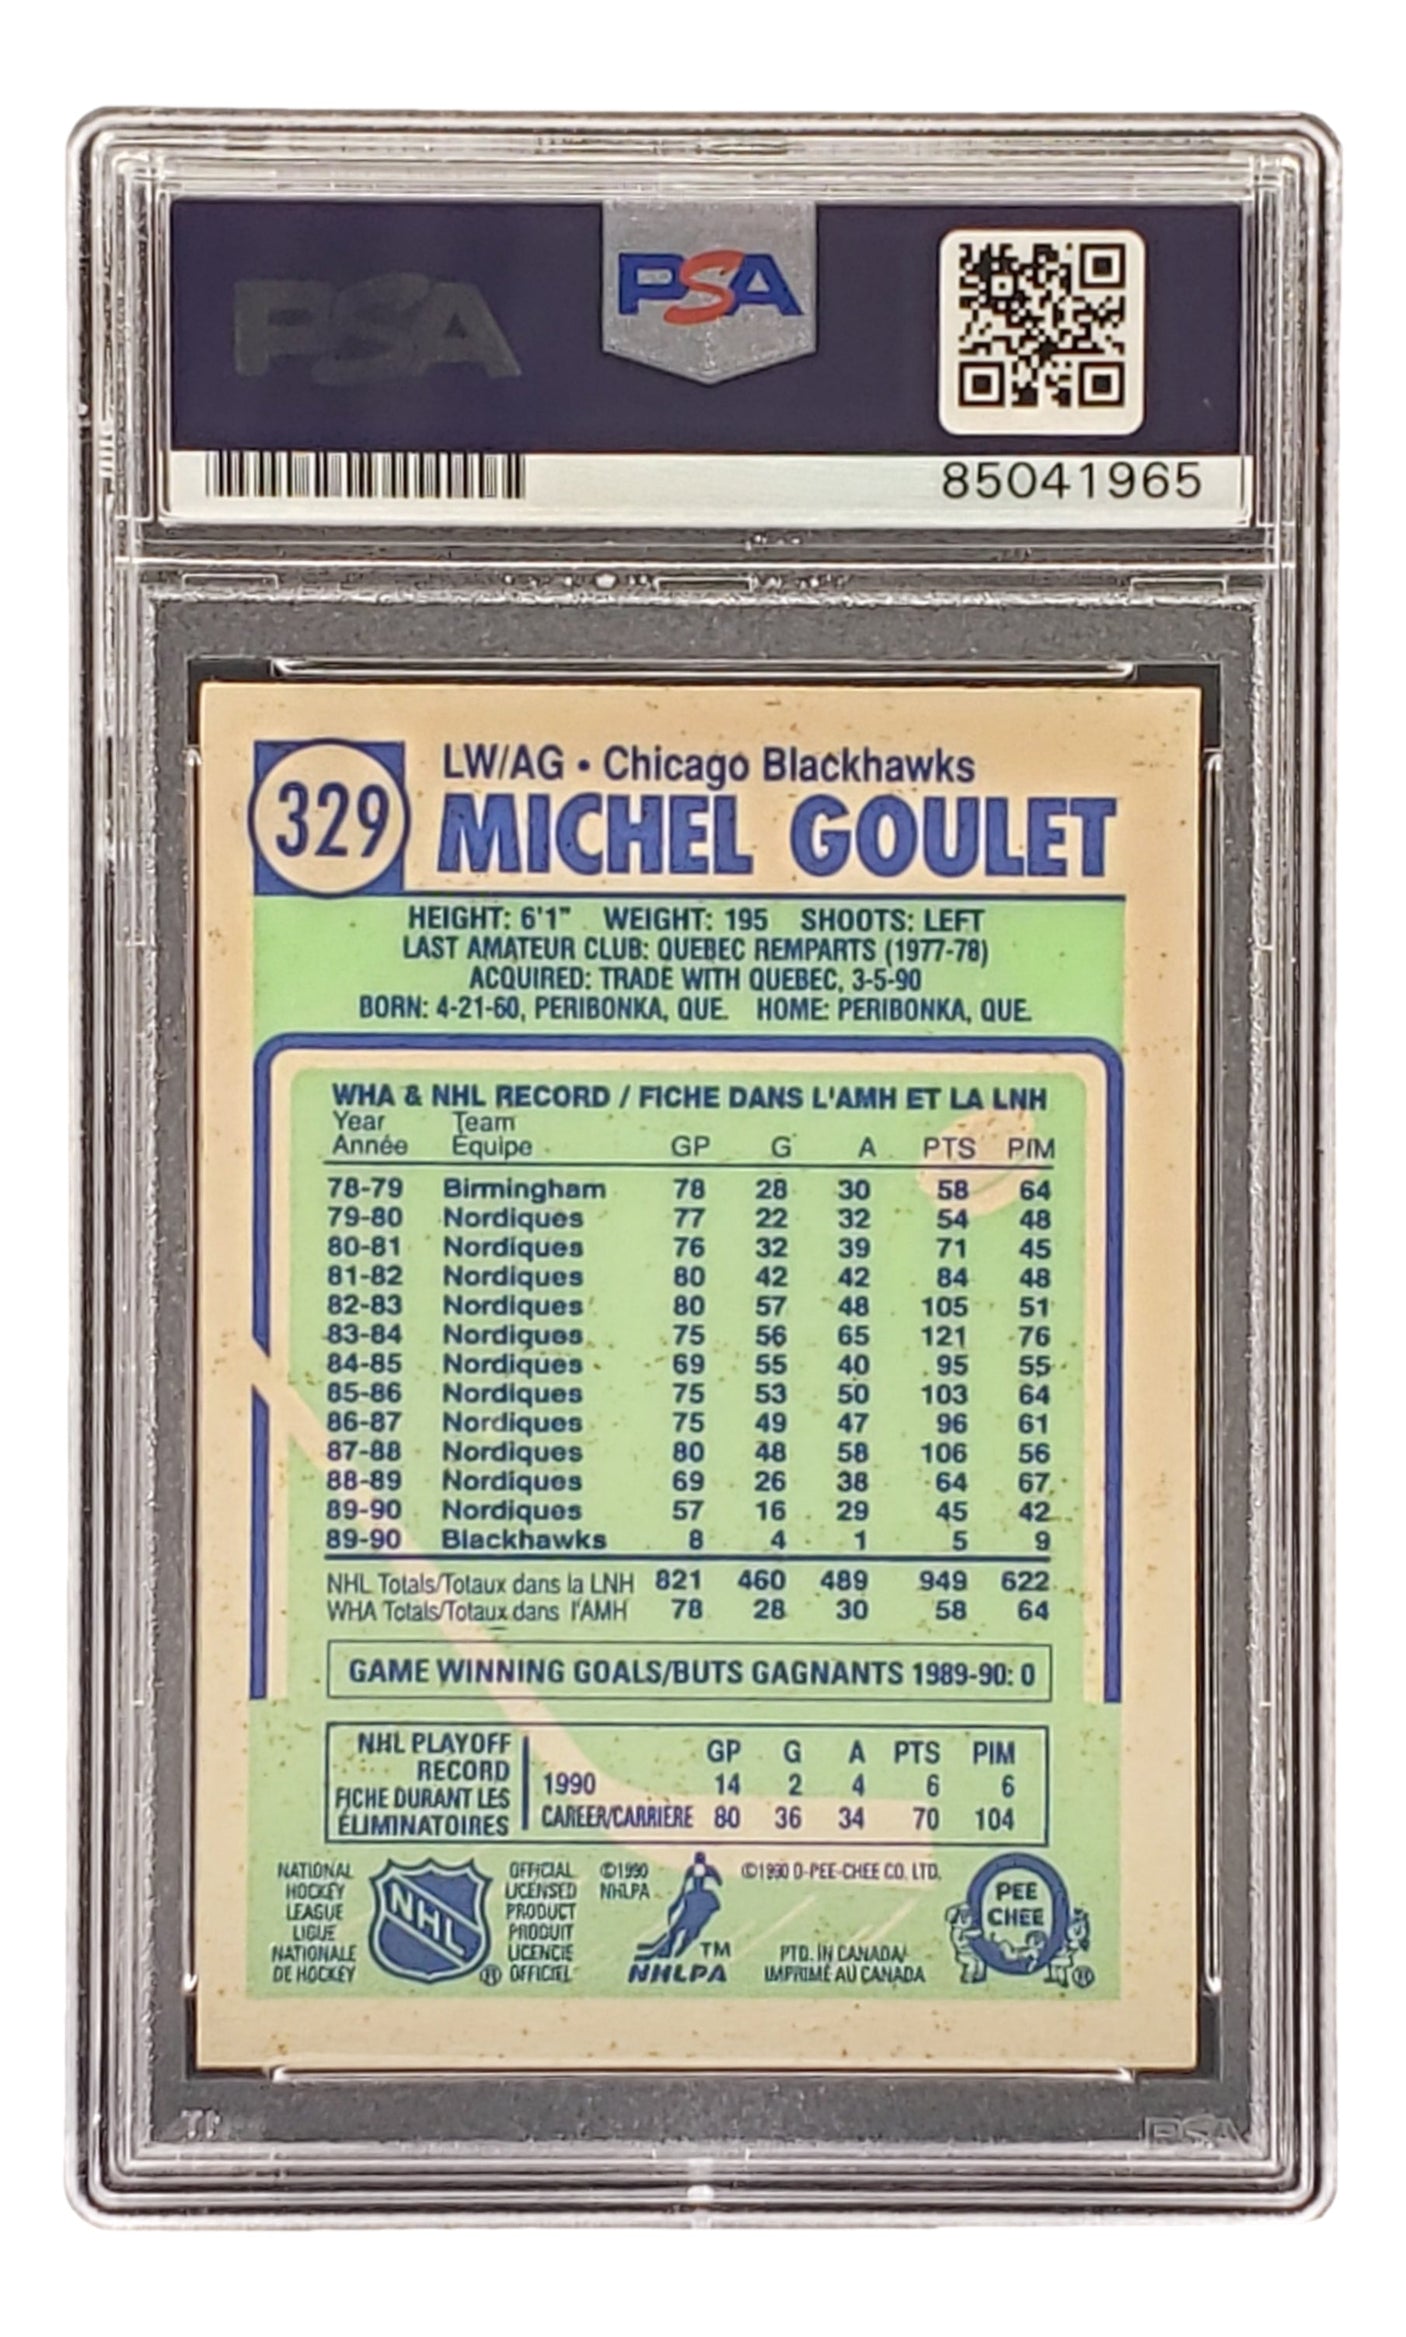 PSA
PSA
85041965
329
LW/AG • Chicago Blackhawks
MICHEL GOULET
HEIGHT: 6'1" WEIGHT: 195 SHOOTS: LEFT
LAST AMATEUR CLUB: QUEBEC REMPARTS (1977-78)
ACQUIRED: TRADE WITH QUEBEC, 3-5-90
BORN: 4-21-60, PERIBONKA, QUE. HOME: PERIBONKA, QUE.
WHA & NHL RECORD / FICHE DANS L'AMH ET LA LNH
Year Team
Année Équipe GP G A PTS PIM
78-79 Birmingham 78 28 30 58 64
79-80 Nordiques 77 22 32 54 48
80-81 Nordiques 76 32 39 71 45
81-82 Nordiques 80 42 42 84 48
82-83 Nordiques 80 57 48 105 51
83-84 Nordiques 75 56 65 121 76
84-85 Nordiques 69 55 40 95 55
85-86 Nordiques 75 53 50 103 64
86-87 Nordiques 75 49 47 96 61
87-88 Nordiques 80 48 58 106 56
88-89 Nordiques 69 26 38 64 67
89-90 Nordiques 57 16 29 45 42
89-90 Blackhawks 8 4 1 5 9
NHL Totals/Totaux dans la LNH 821 460 489 949 622
WHA Totals/Totaux dans l'AMH 78 28 30 58 64
GAME WINNING GOALS/BUTS GAGNANTS 1989-90: 0
NHL PLAYOFF
RECORD
FICHE DURANT LES
ÉLIMINATOIRES
GP G A PTS PIM
1990 14 2 4 6 6
CAREER/CARRIÈRE 80 36 34 70 104
NATIONAL
HOCKEY
LEAGUE
LIGUE
NATIONALE
DE HOCKEY
NHL
®
OFFICIAL
LICENSED
PRODUCT
PRODUIT
LICENCIE
OFFICIEL
©1990
NHLPA
TM
NHLPA
©1990 O-PEE-CHEE CO. LTD.
PTD. IN CANADA/
IMPRIMÉ AU CANADA
PEE
CHEE
®
PSA